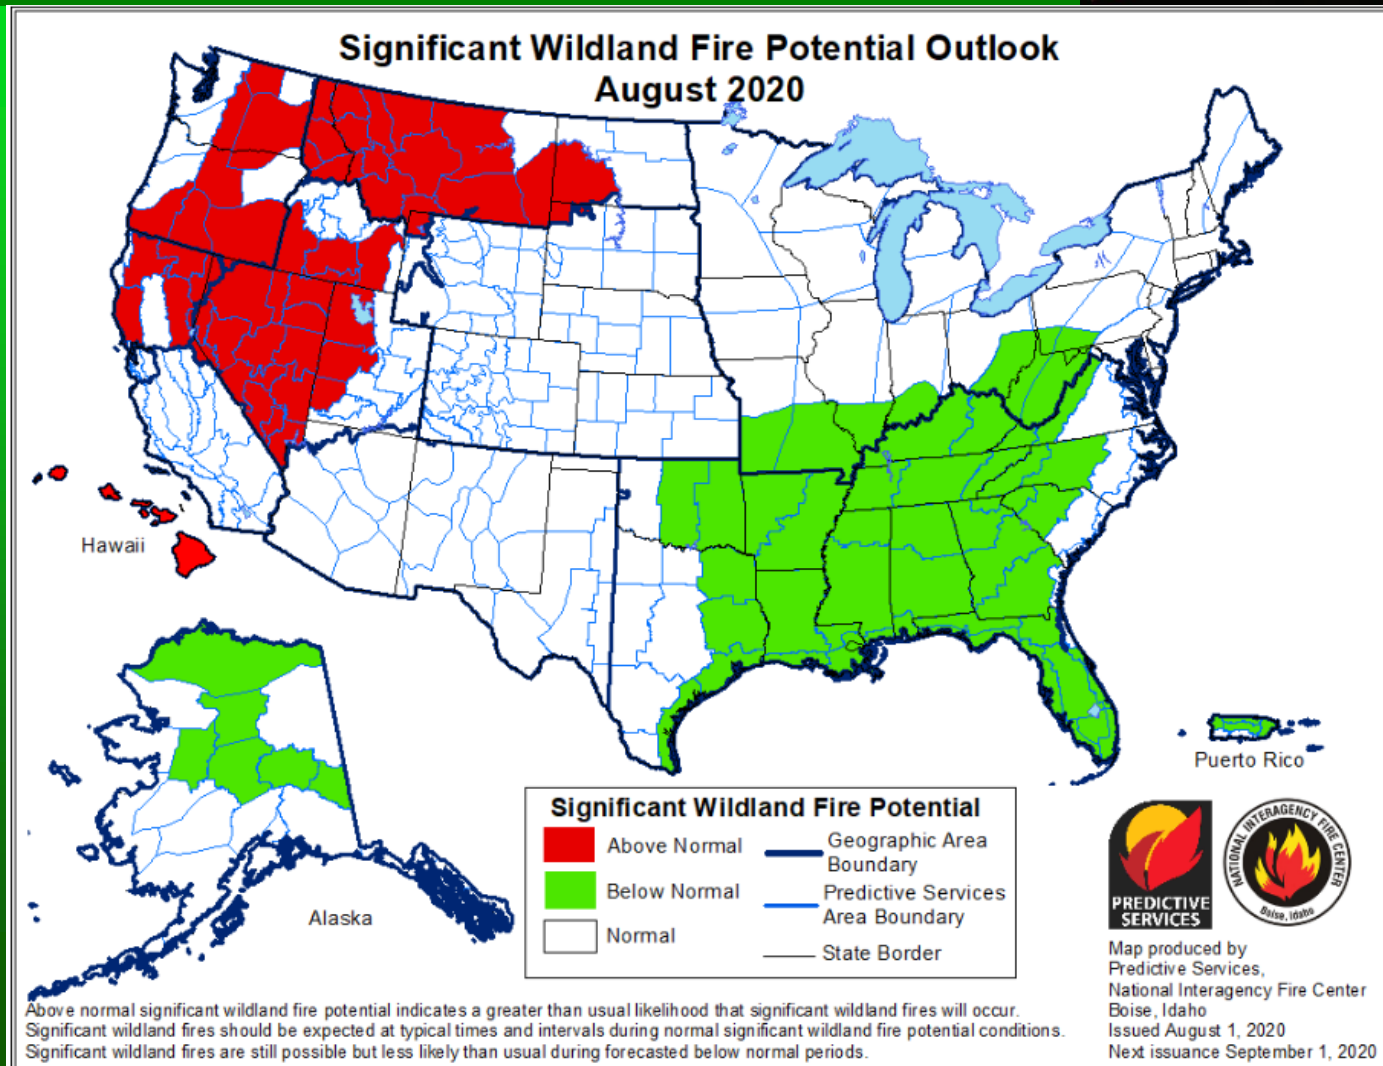 Significant Wildland Fire Potential Outlook
August 2020
Hawaii
Alaska
Puerto Rico
Significant Wildland Fire Potential
Above Normal
Below Normal
Normal
Geographic Area
Boundary
Predictive Services
Area Boundary
State Border
PREDICTIVE
SERVICES
NATIONAL INTERAGENCY FIRE CENTER
Boise, Idaho
Map produced by
Predictive Services,
National Interagency Fire Center
Boise, Idaho
Issued August 1, 2020
Next issuance September 1, 2020
Above normal significant wildland fire potential indicates a greater than usual likelihood that significant wildland fires will occur.
Significant wildland fires should be expected at typical times and intervals during normal significant wildland fire potential conditions.
Significant wildland fires are still possible but less likely than usual during forecasted below normal periods.